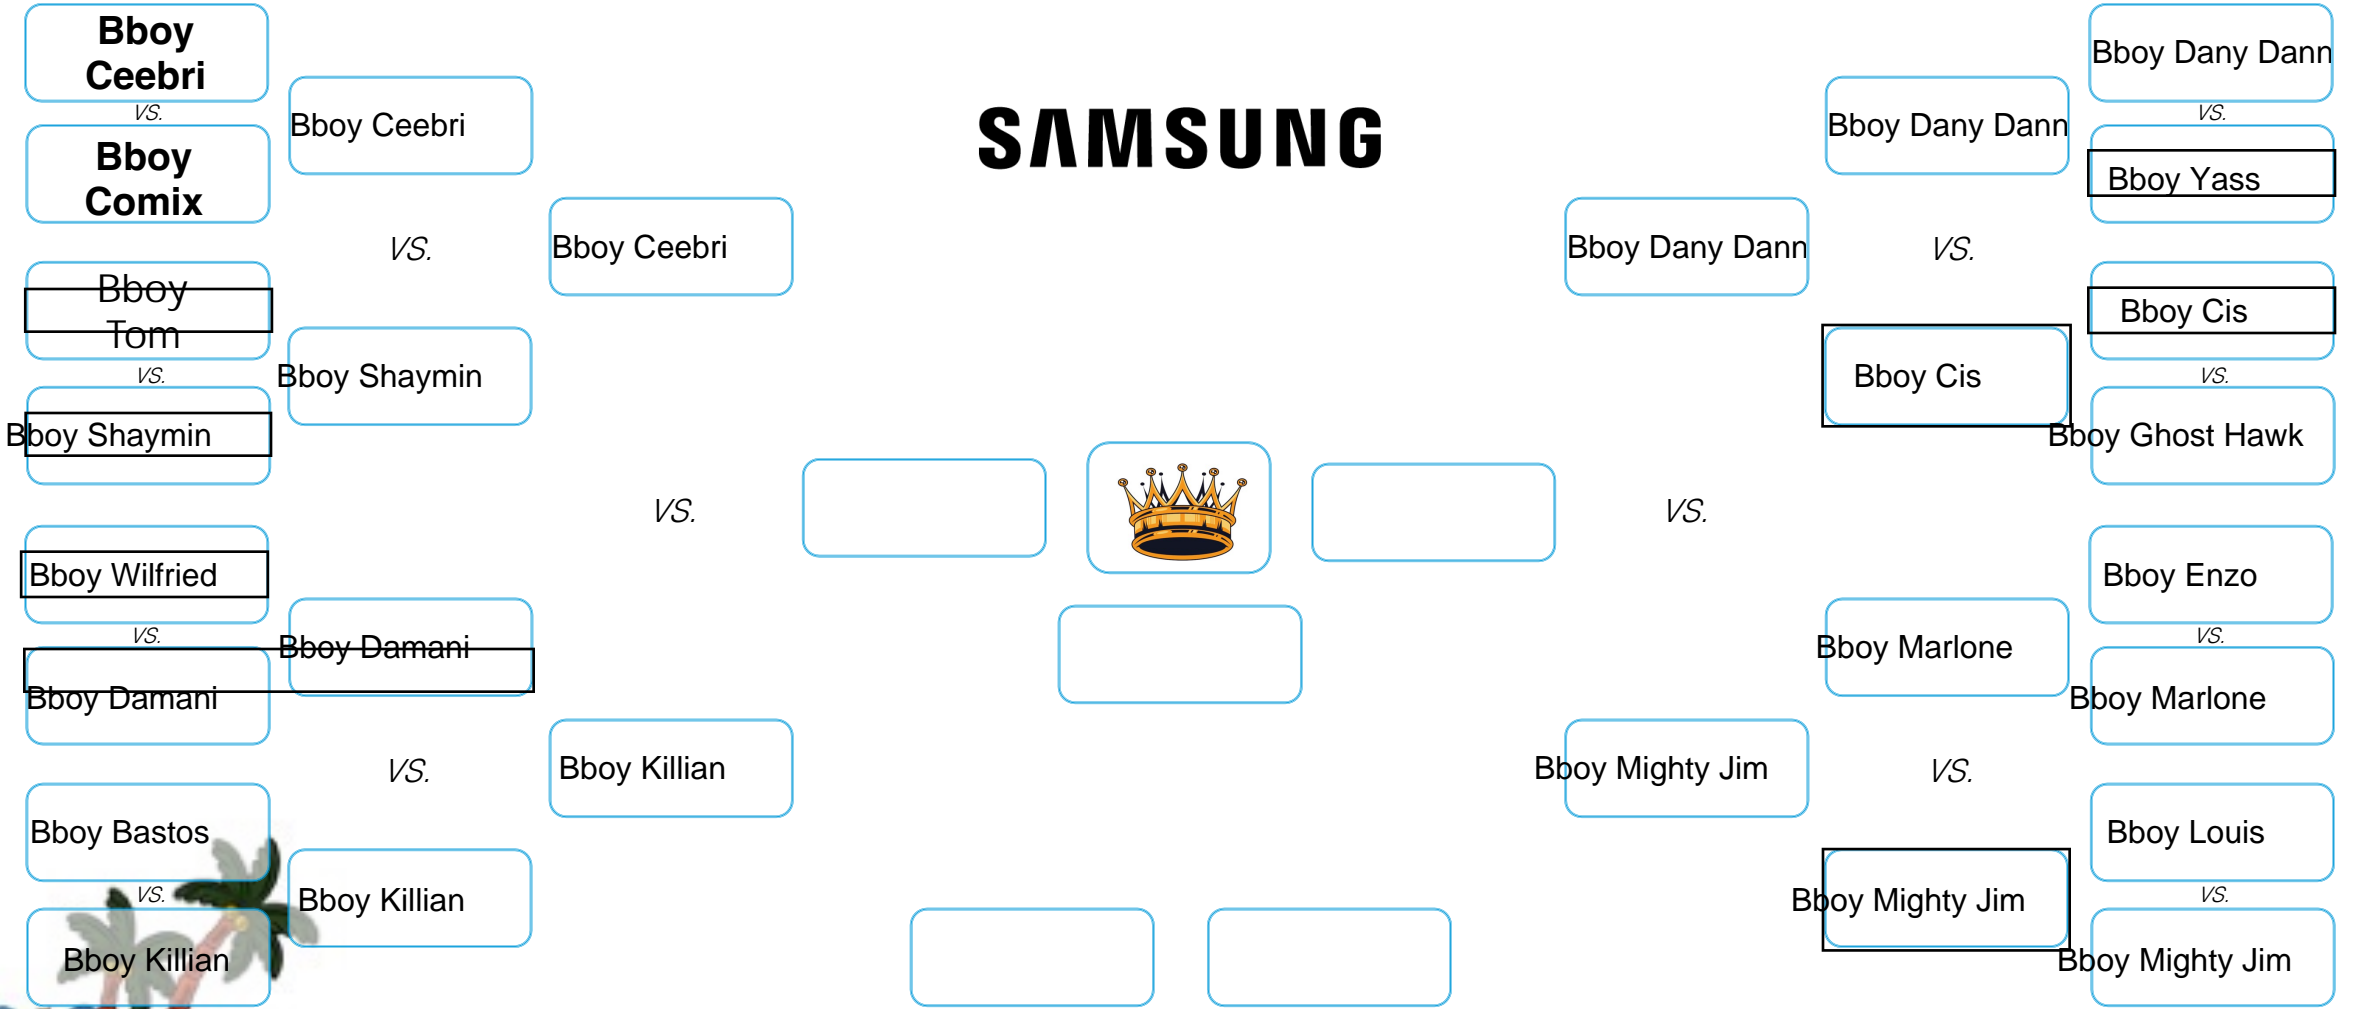 Bboy
Ceebri
VS.
Bboy
Comix
Bboy
Tom
VS.
Bboy Shaymin
Bboy Wilfried
VS.
Bboy Damani
Bboy Bastos
VS.
Bboy Killian
Bboy Ceebri
VS.
Bboy Shaymin
Bboy Damani
VS.
Bboy Killian
Bboy Ceebri
VS.
Bboy Killian
SAMSUNG
Bboy Dany Dann
VS.
Bboy Mighty Jim
Bboy Dany Dann
VS.
Bboy Cis
Bboy Marlone
VS.
Bboy Mighty Jim
Bboy Dany Dann
VS.
Bboy Yass
Bboy Cis
VS.
Bboy Ghost Hawk
Bboy Enzo
VS.
Bboy Marlone
Bboy Louis
VS.
Bboy Mighty Jim